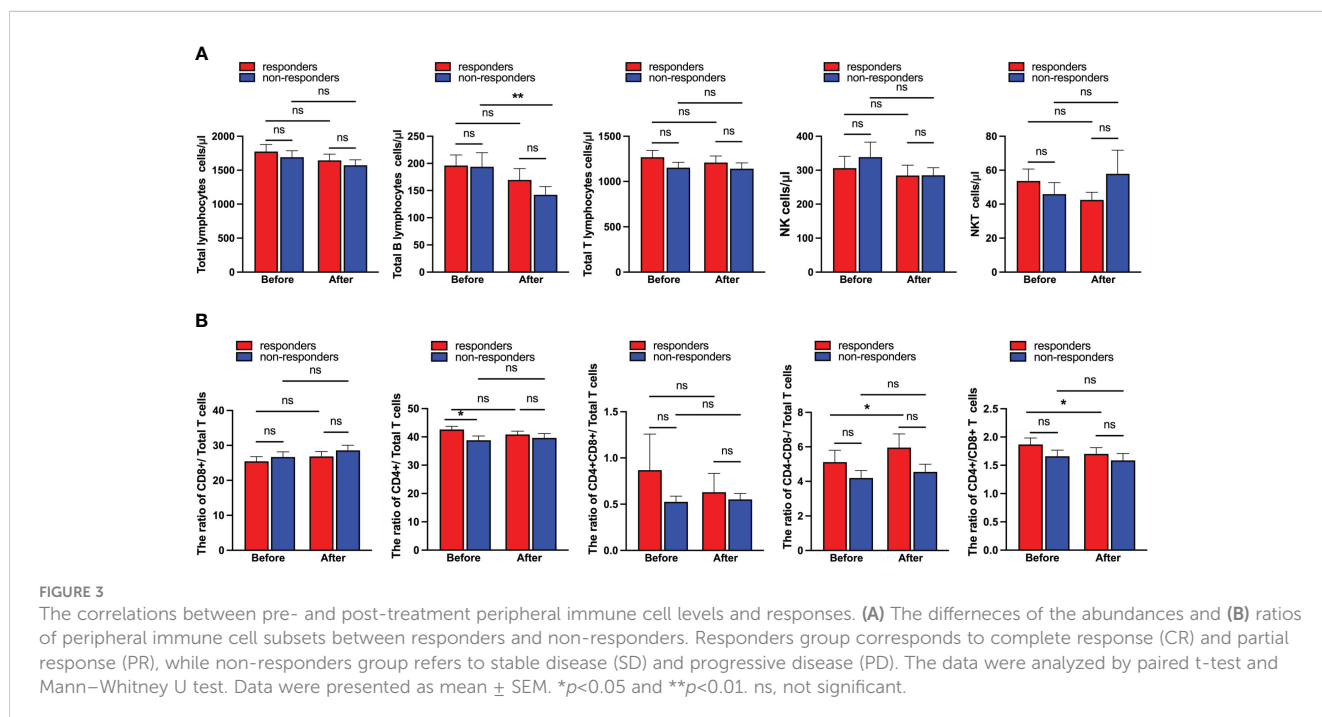 A
responders
non-responders
ns
ns
ns
ns
Total lymphocytes cells/μl
2000
1500
1000
500
0
Before
After
responders
non-responders
**
ns
ns
ns
Total B lymphocytes cells/μl
250
200
150
100
50
0
Before
After
responders
non-responders
ns
ns
ns
ns
Total T lymphocytes cells/μl
1600
1200
800
400
0
Before
After
responders
non-responders
ns
ns
ns
ns
NK cells/μl
400
300
200
100
0
Before
After
responders
non-responders
ns
ns
ns
ns
NKT cells/μl
80
60
40
20
0
Before
After
B
responders
non-responders
ns
ns
ns
ns
The ratio of CD8+/ Total T cells
40
30
20
10
0
Before
After
responders
non-responders
ns
ns
*
ns
The ratio of CD4+/ Total T cells
50
40
30
20
10
0
Before
After
responders
non-responders
ns
ns
ns
ns
The ratio of CD4+CD8+/ Total T cells
1.5
1.0
0.5
0.0
Before
After
responders
non-responders
ns
*
ns
ns
The ratio of CD4-CD8-/ Total T cells
8
6
4
2
0
Before
After
responders
non-responders
ns
*
ns
ns
The ratio of CD4+/CD8+ T cells
2.5
2.0
1.5
1.0
0.5
0.0
Before
After
FIGURE 3
The correlations between pre- and post-treatment peripheral immune cell levels and responses. (A) The differneces of the abundances and (B) ratios
of peripheral immune cell subsets between responders and non-responders. Responders group corresponds to complete response (CR) and partial
response (PR), while non-responders group refers to stable disease (SD) and progressive disease (PD). The data were analyzed by paired t-test and
Mann–Whitney U test. Data were presented as mean ± SEM. *p<0.05 and **p<0.01. ns, not significant.